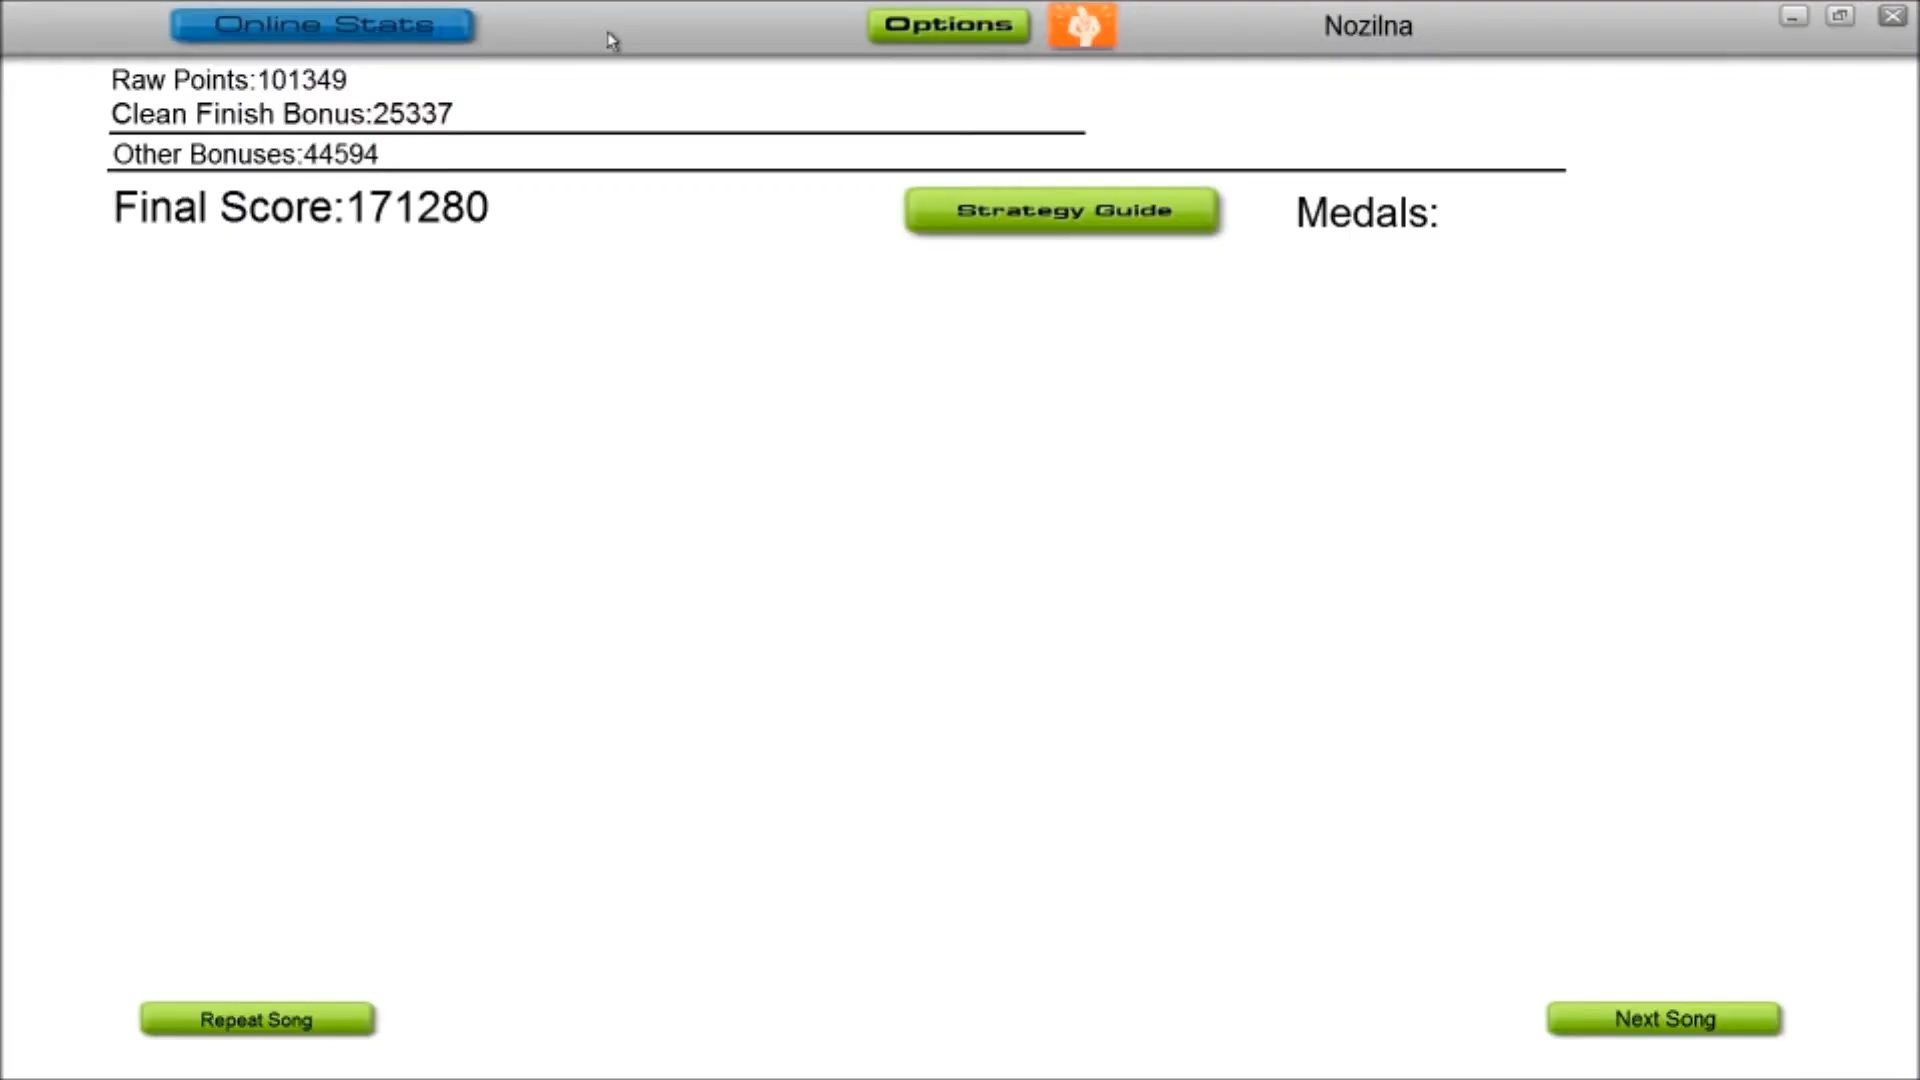 Online Stats
Options
Nozilna
Raw Points:101349
Clean Finish Bonus:25337
Other Bonuses:44594
Final Score:171280
Strategy Guide
Medals:
Repeat Song
Next Song